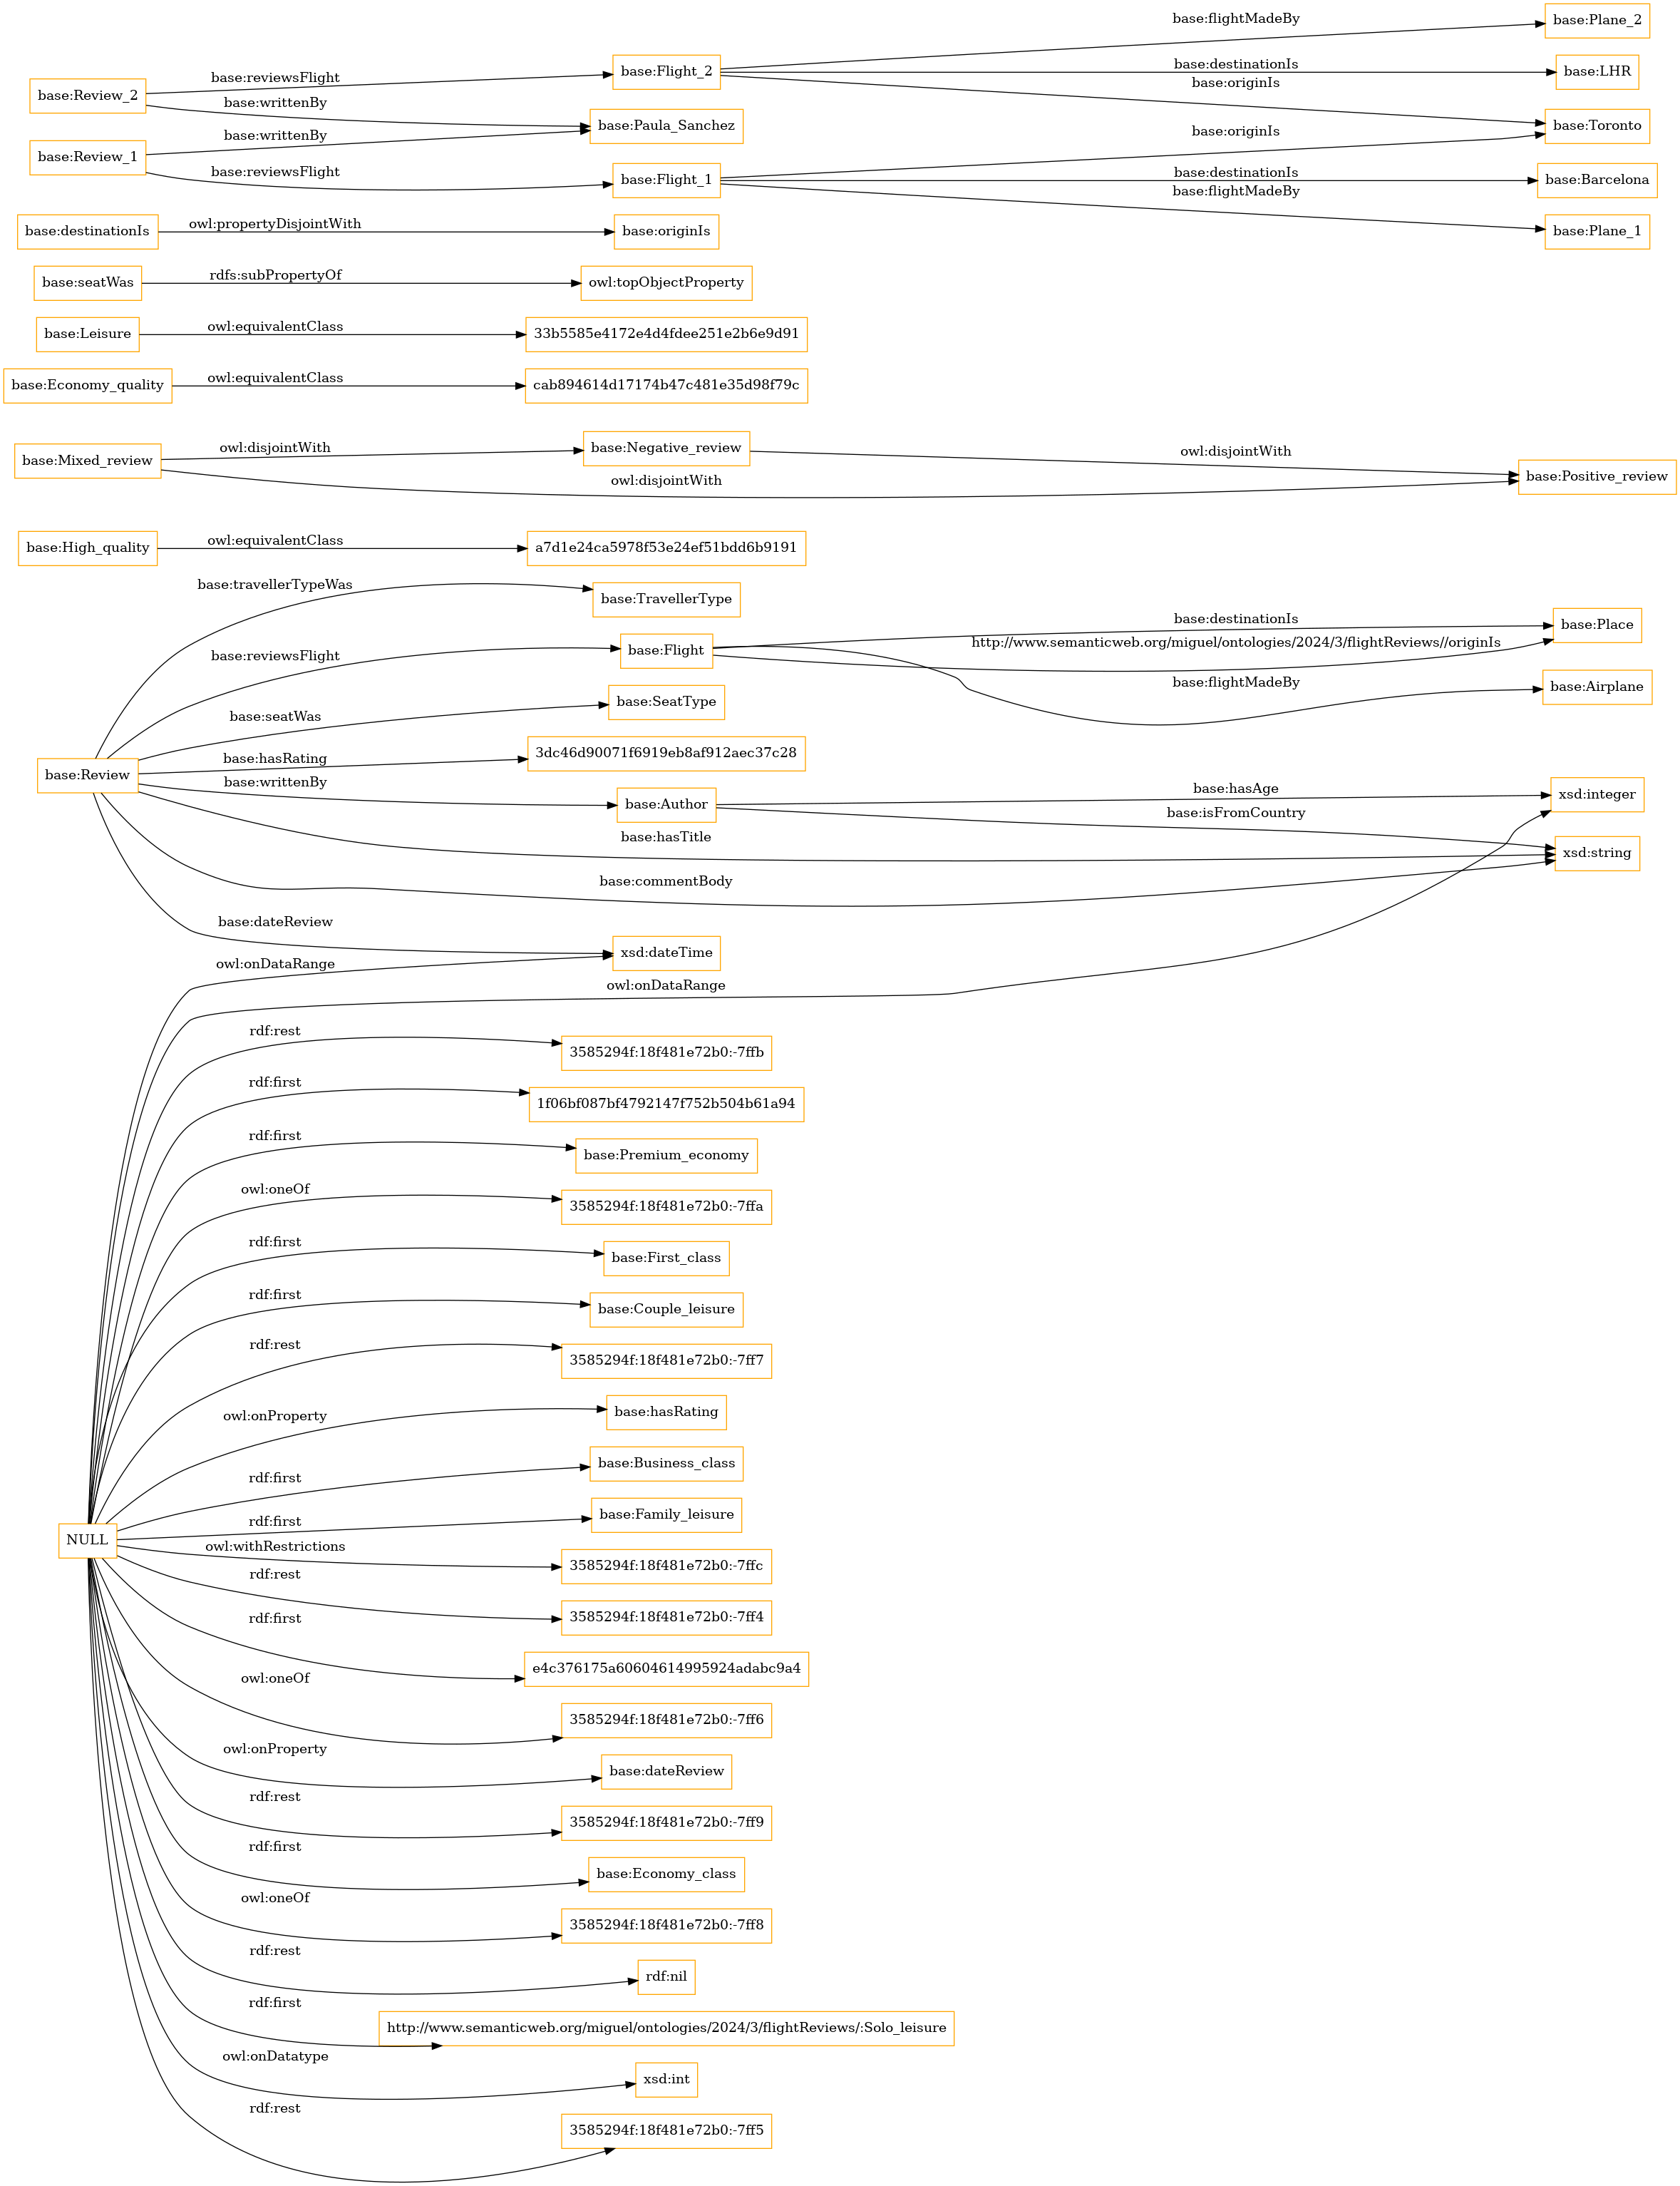 base:flightMadeBy
base:Plane_2
base:Review_2
base:reviewsFlight
base:writtenBy
base:Flight_2
base:destinationIs
base:LHR
base:originIs
base:Toronto
base:Review_1
base:writtenBy
base:Paula_Sanchez
base:reviewsFlight
base:Flight_1
base:originIs
base:destinationIs
base:Barcelona
base:flightMadeBy
base:Plane_1
base:destinationIs
owl:propertyDisjointWith
base:originIs
base:seatWas
rdfs:subPropertyOf
owl:topObjectProperty
base:Leisure
owl:equivalentClass
33b5585e4172e4d4fdee251e2b6e9d91
base:Economy_quality
owl:equivalentClass
cab894614d17174b47c481e35d98f79c
base:Mixed_review
owl:disjointWith
base:Negative_review
owl:disjointWith
owl:disjointWith
base:Positive_review
base:High_quality
owl:equivalentClass
a7d1e24ca5978f53e24ef51bdd6b9191
base:travellerTypeWas
base:TravellerType
base:reviewsFlight
base:Flight
base:destinationIs
base:Place
http://www.semanticweb.org/miguel/ontologies/2024/3/flightReviews//originIs
base:flightMadeBy
base:Airplane
base:seatWas
base:SeatType
base:Review
base:hasRating
3dc46d90071f6919eb8af912aec37c28
base:writtenBy
base:Author
base:hasAge
xsd:integer
base:isFromCountry
base:hasTitle
xsd:string
base:commentBody
base:dateReview
xsd:dateTime
owl:onDataRange
owl:onDataRange
rdf:rest
3585294f:18f481e72b0:-7ffb
rdf:first
1f06bf087bf4792147f752b504b61a94
rdf:first
base:Premium_economy
owl:oneOf
3585294f:18f481e72b0:-7ffa
rdf:first
base:First_class
rdf:first
base:Couple_leisure
rdf:rest
3585294f:18f481e72b0:-7ff7
owl:onProperty
base:hasRating
rdf:first
base:Business_class
NULL
rdf:first
base:Family_leisure
owl:withRestrictions
3585294f:18f481e72b0:-7ffc
rdf:rest
3585294f:18f481e72b0:-7ff4
rdf:first
e4c376175a60604614995924adabc9a4
owl:oneOf
3585294f:18f481e72b0:-7ff6
owl:onProperty
base:dateReview
rdf:rest
3585294f:18f481e72b0:-7ff9
rdf:first
base:Economy_class
owl:oneOf
3585294f:18f481e72b0:-7ff8
rdf:rest
rdf:nil
rdf:first
http://www.semanticweb.org/miguel/ontologies/2024/3/flightReviews/:Solo_leisure
owl:onDatatype
xsd:int
rdf:rest
3585294f:18f481e72b0:-7ff5